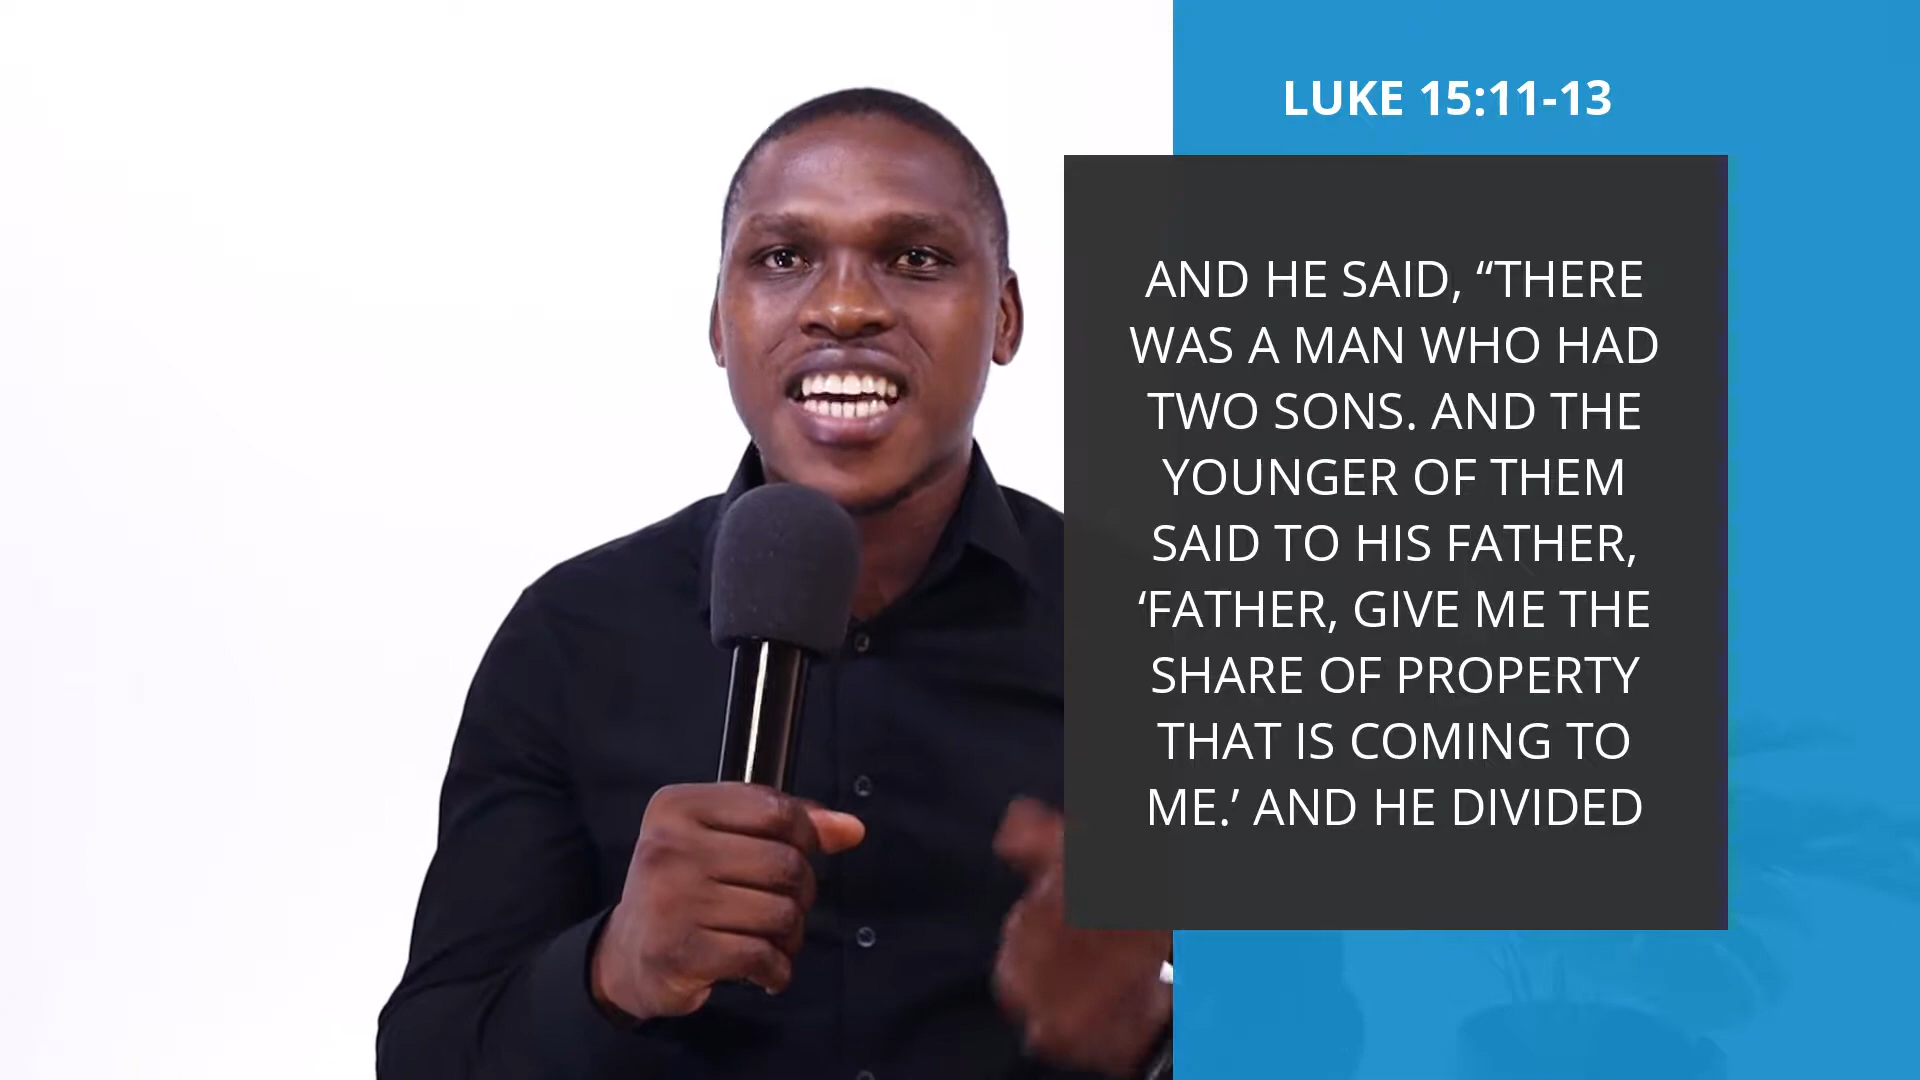 LUKE 15:11-13
AND HE SAID, “THERE
WAS A MAN WHO HAD
TWO SONS. AND THE
YOUNGER OF THEM
SAID TO HIS FATHER,
‘FATHER, GIVE ME THE
SHARE OF PROPERTY
THAT IS COMING TO
ME.’ AND HE DIVIDED